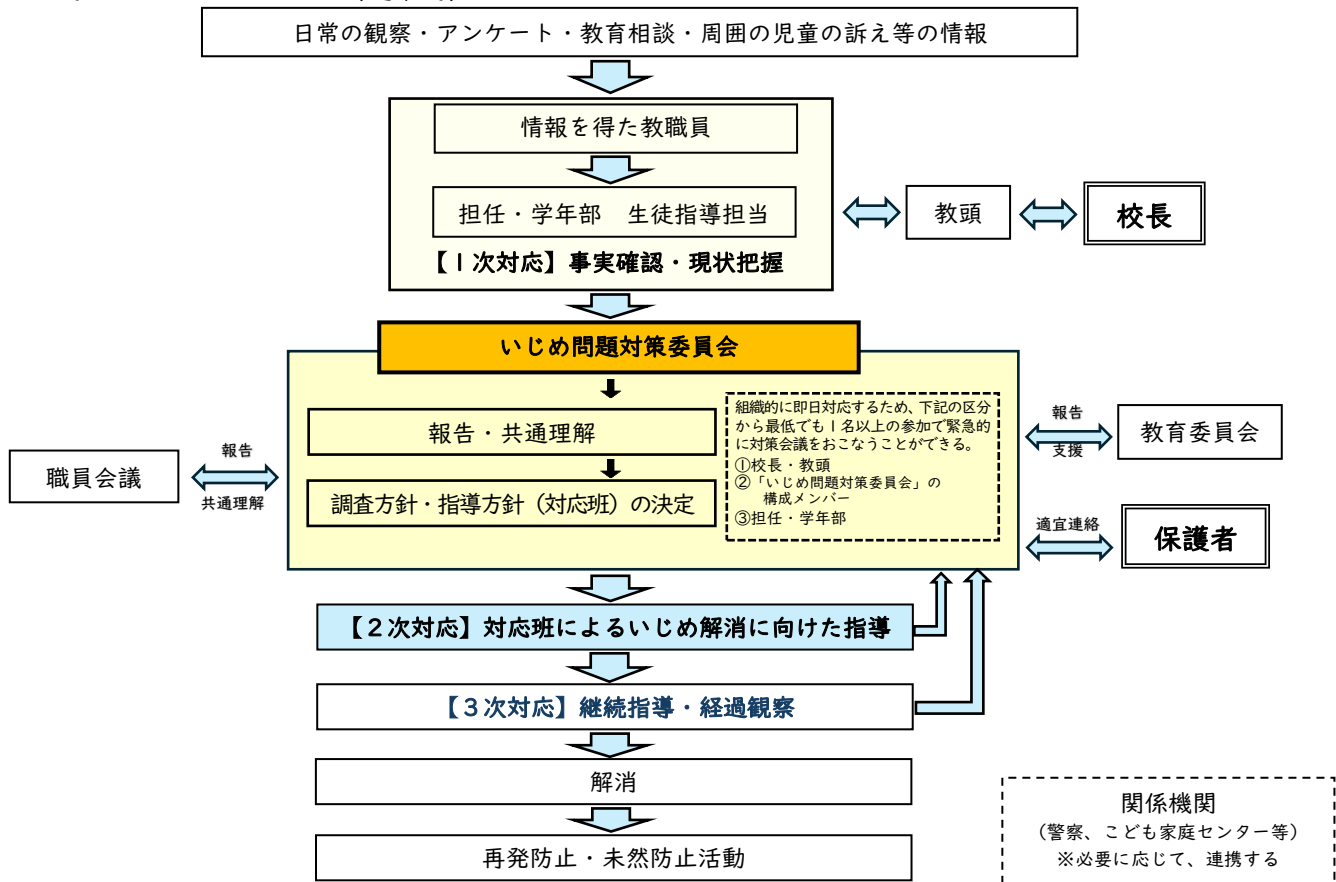 日常の観察・アンケート・教育相談・周囲の児童の訴え等の情報
情報を得た教職員
担任・学年部　生徒指導担当
【１次対応】事実確認・現状把握
教頭
校長
いじめ問題対策委員会
報告・共通理解
調査方針・指導方針（対応班）の決定
組織的に即日対応するため、下記の区分
から最低でも１名以上の参加で緊急的
に対策会議をおこなうことができる。
①校長・教頭
②「いじめ問題対策委員会」の
構成メンバー
③担任・学年部
職員会議
報告
共通理解
報告
支援
教育委員会
適宜連絡
保護者
【２次対応】対応班によるいじめ解消に向けた指導
【３次対応】継続指導・経過観察
解消
再発防止・未然防止活動
関係機関
（警察、こども家庭センター等）
※必要に応じて、連携する